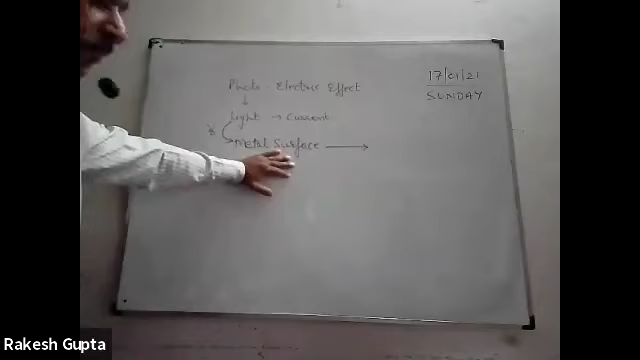 Photo - Electric Effect
↓
Light → Current
Metal Surface →
17/01/21
SUNDAY
Rakesh Gupta